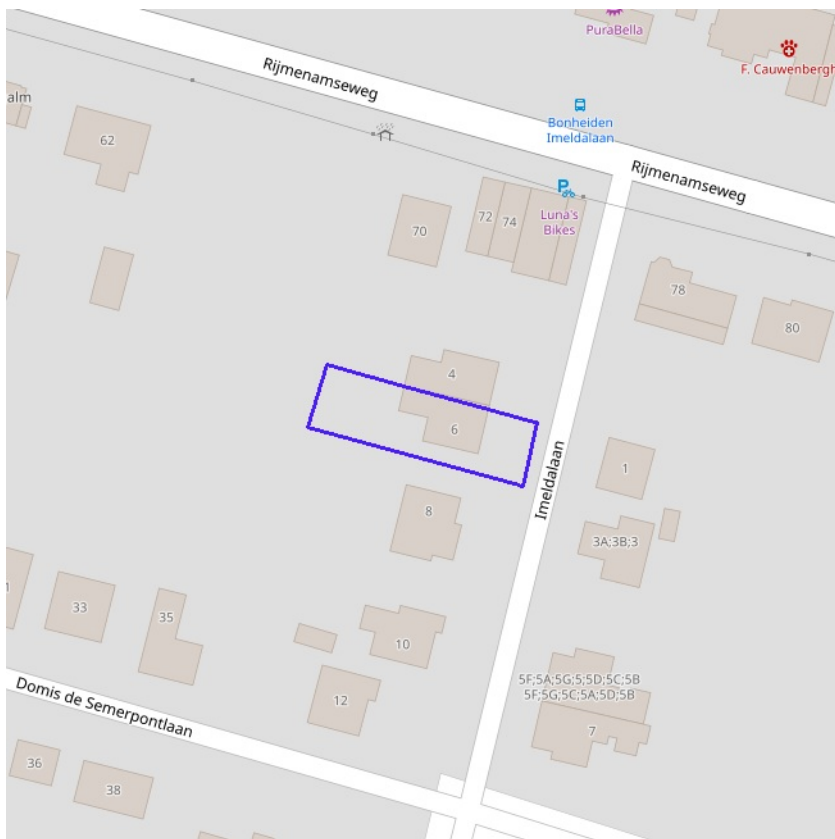 PuraBella
F. Cauwenbergh
Rijmenamseweg
alm
Bonheiden
Imeldalaan
62
Rijmenamseweg
P
72
74
Luna's
Bikes
70
78
80
4
6
1
Imeldalaan
8
3A;3B;3
1
33
35
10
5F;5A;5G;5;5D;5C;5B
5F;5G;5C;5A;5D;5B
12
Domis de Semerpontlaan
7
36
38